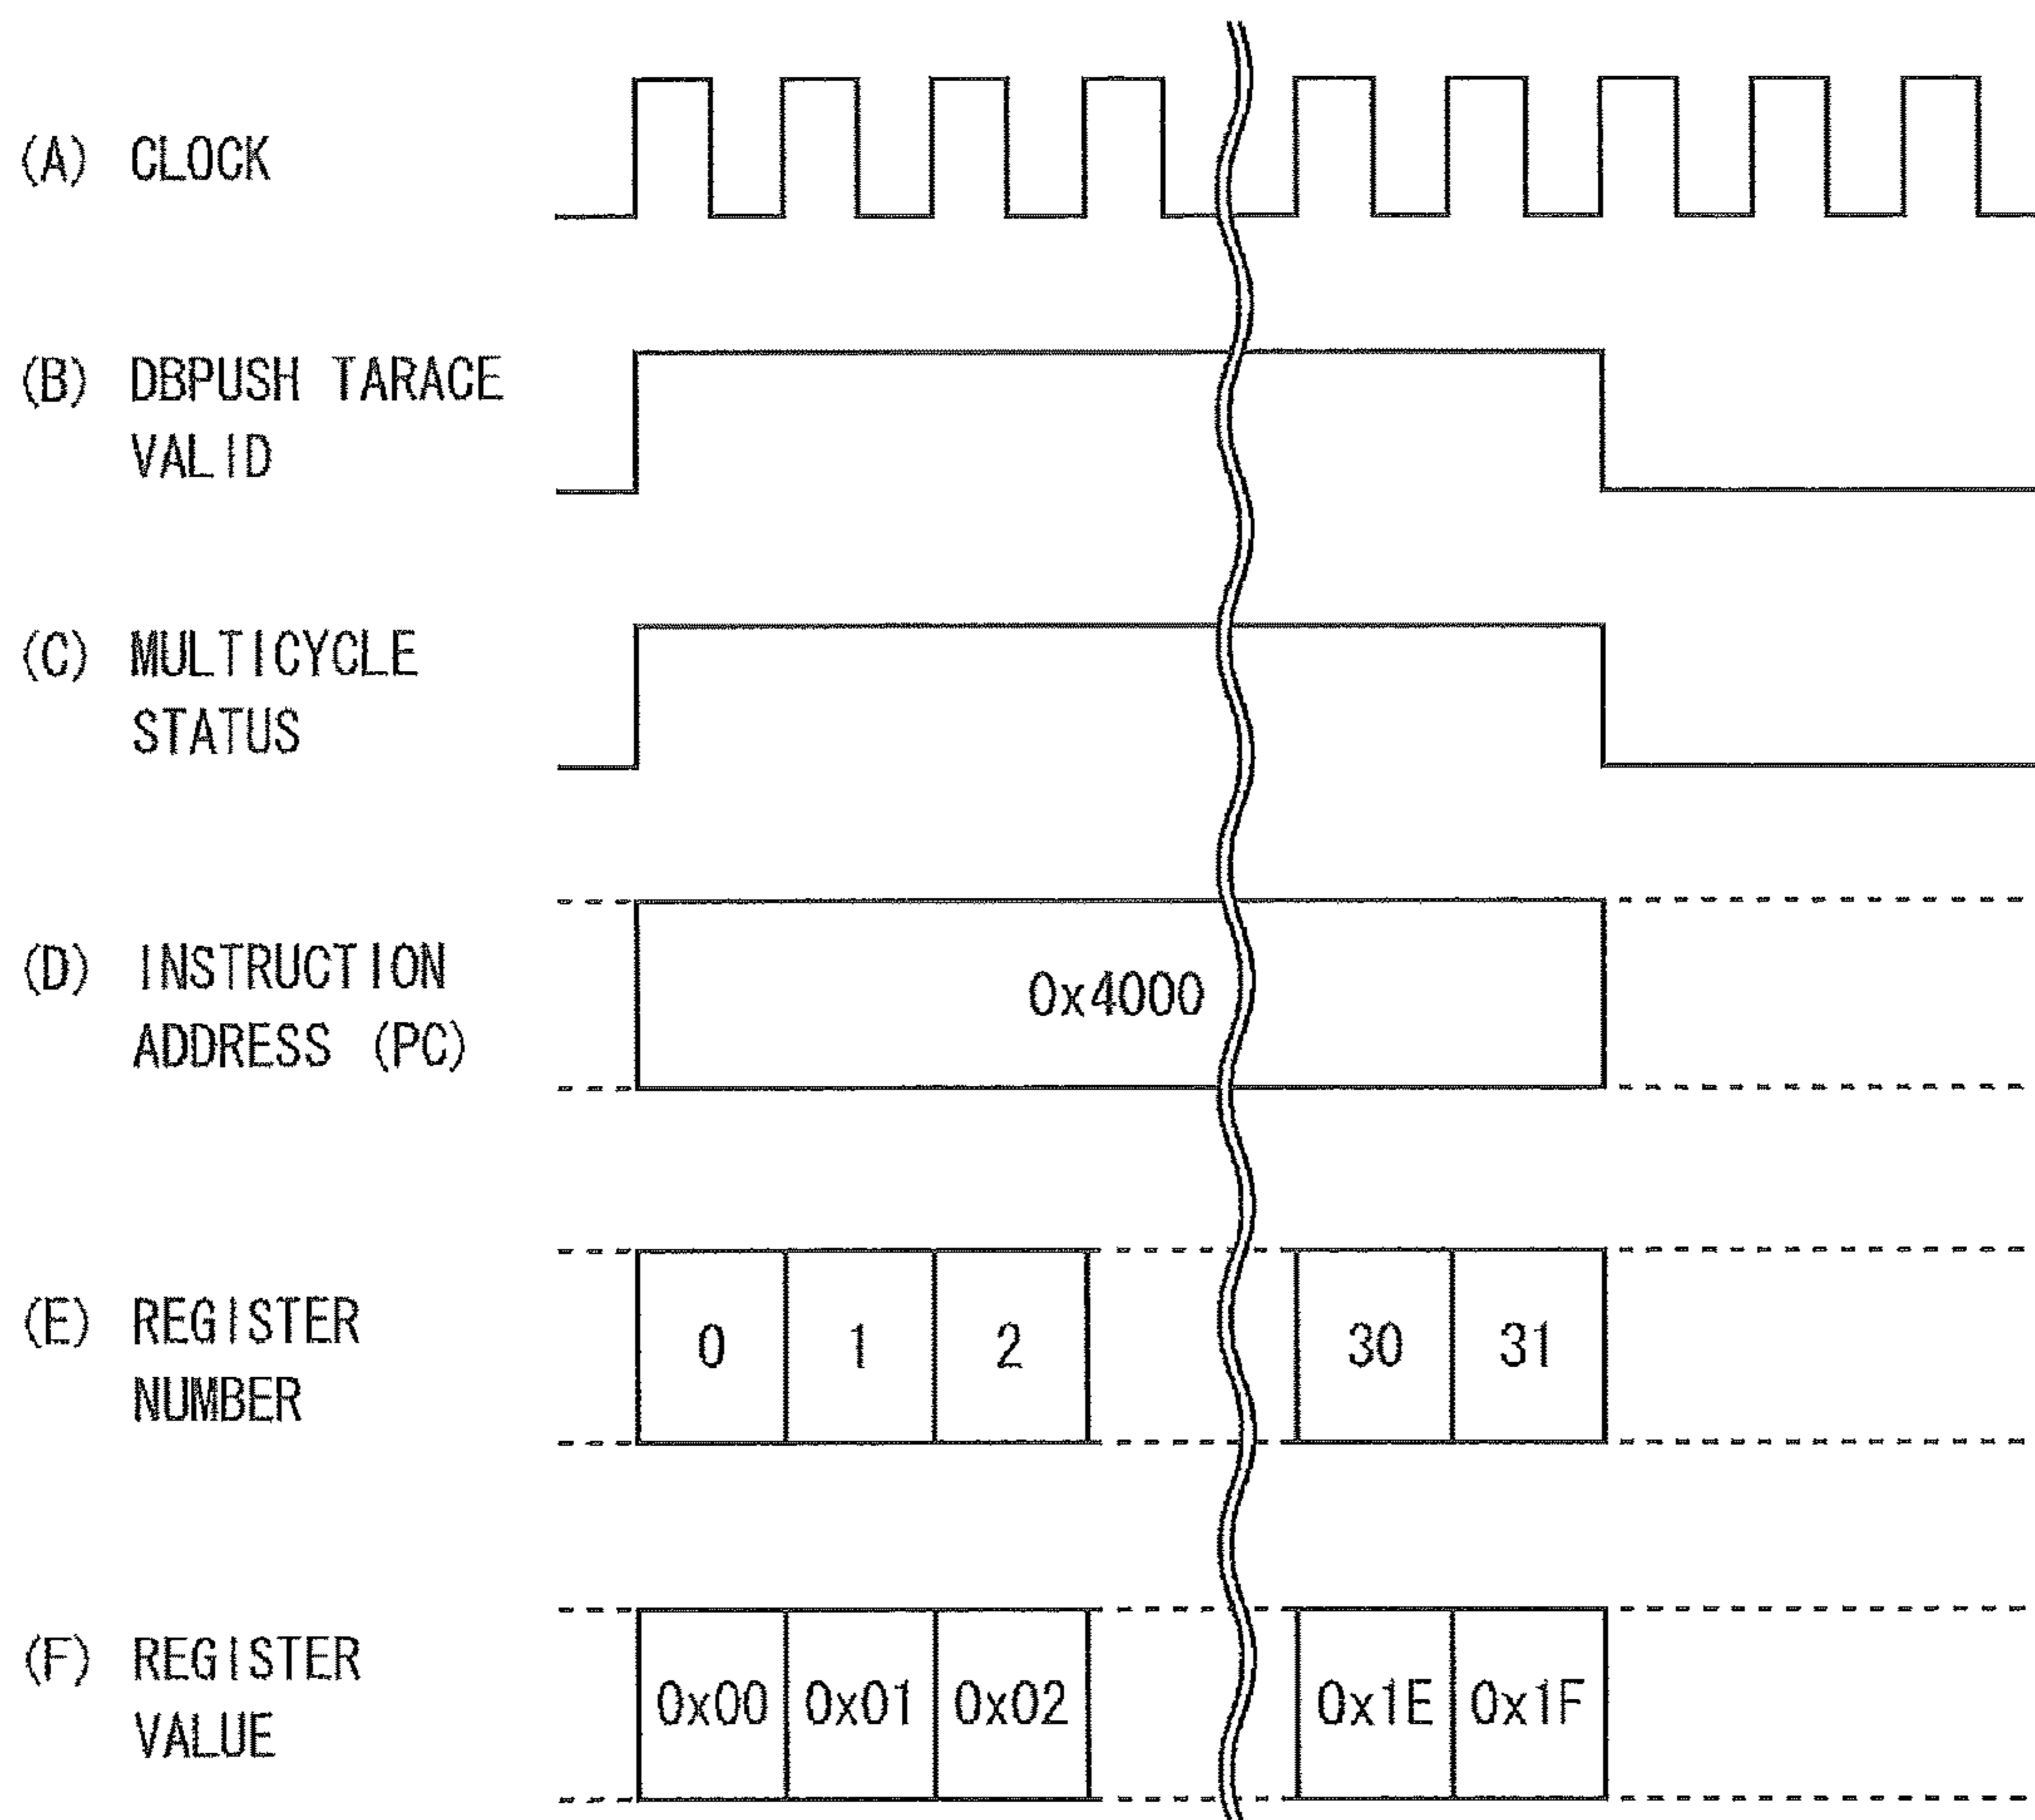 (A) CLOCK
(B) DBPUSH TARACE
VALID
(C) MULTICYCLE
STATUS
(D) INSTRUCTION
ADDRESS (PC)
0x4000
(E) REGISTER
NUMBER
0 1 2 30 31
(F) REGISTER
VALUE
0x00 0x01 0x02 0x1E 0x1F